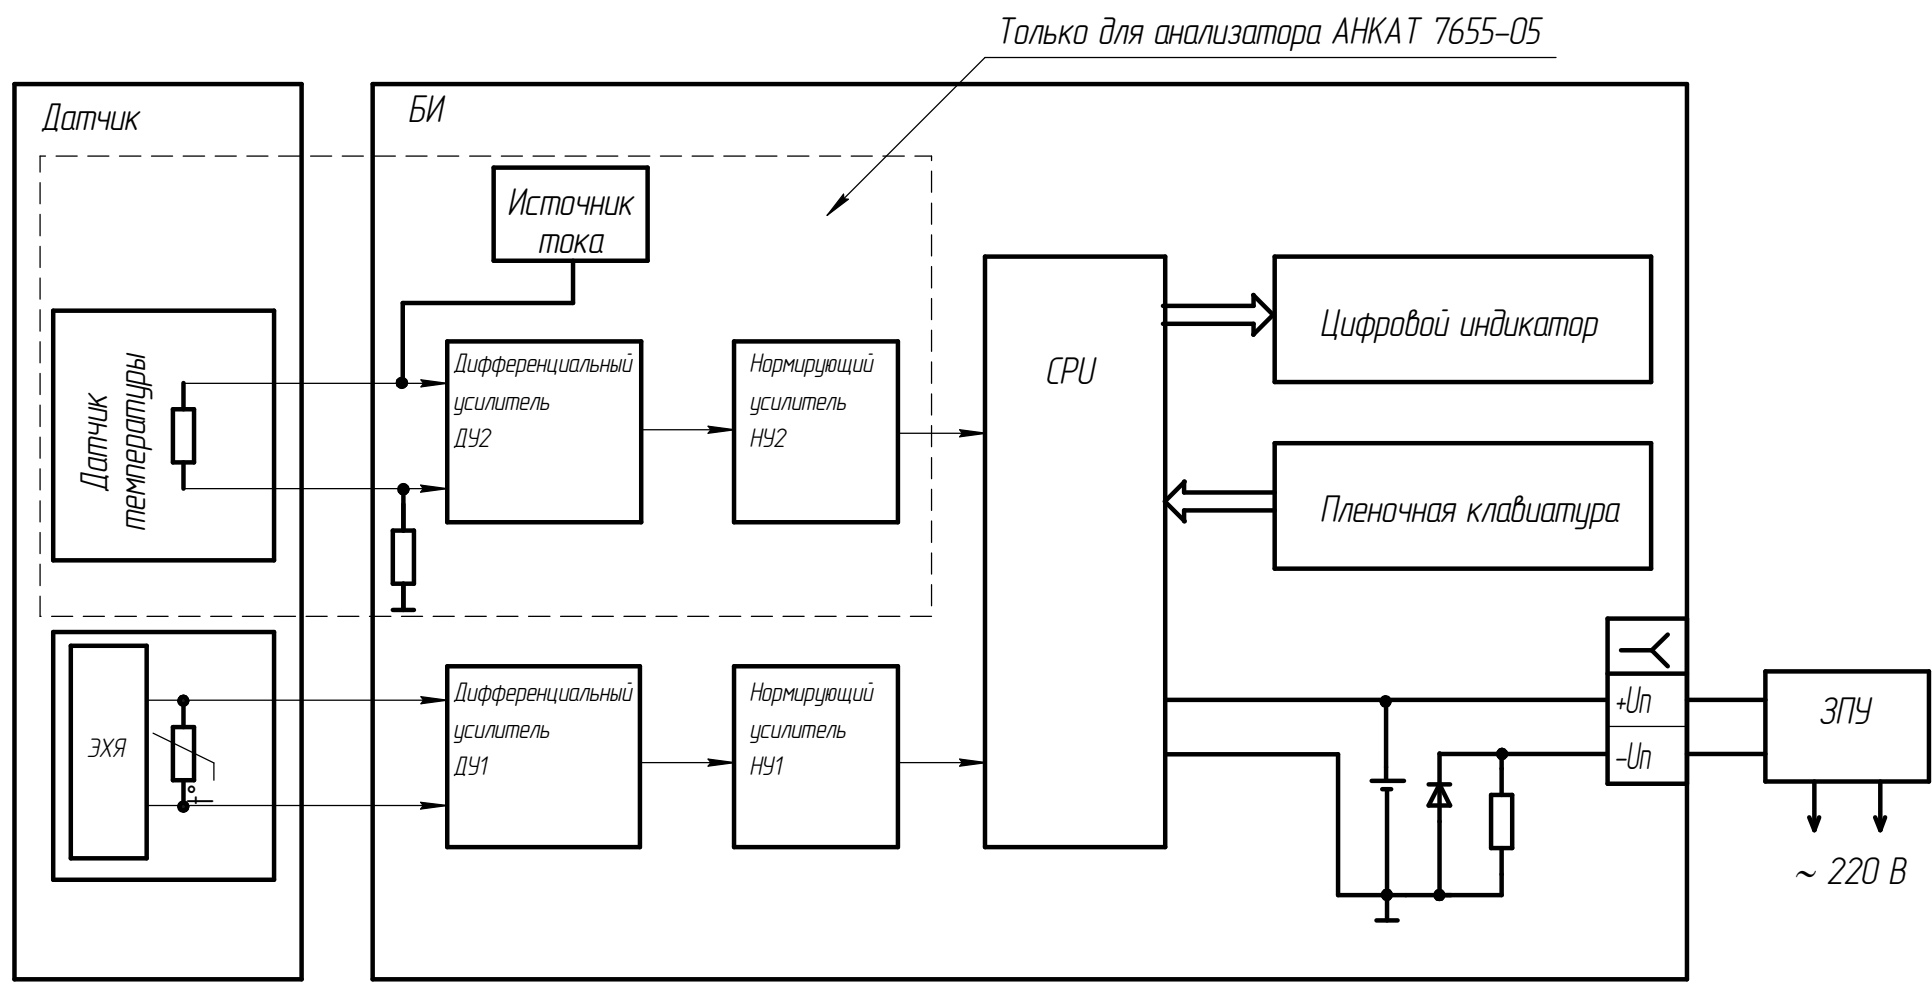 Только для анализатора АНКАТ 7655-05
Датчик
БИ
Источник
тока
Датчик
температуры
Дифференциальный
усилитель
ДУ2
Нормирующий
усилитель
НУ2
CPU
Цифровой индикатор
Пленочная клавиатура
ЭХЯ
t°
Дифференциальный
усилитель
ДУ1
Нормирующий
усилитель
НУ1
+Uп
-Uп
ЗПУ
~ 220 В